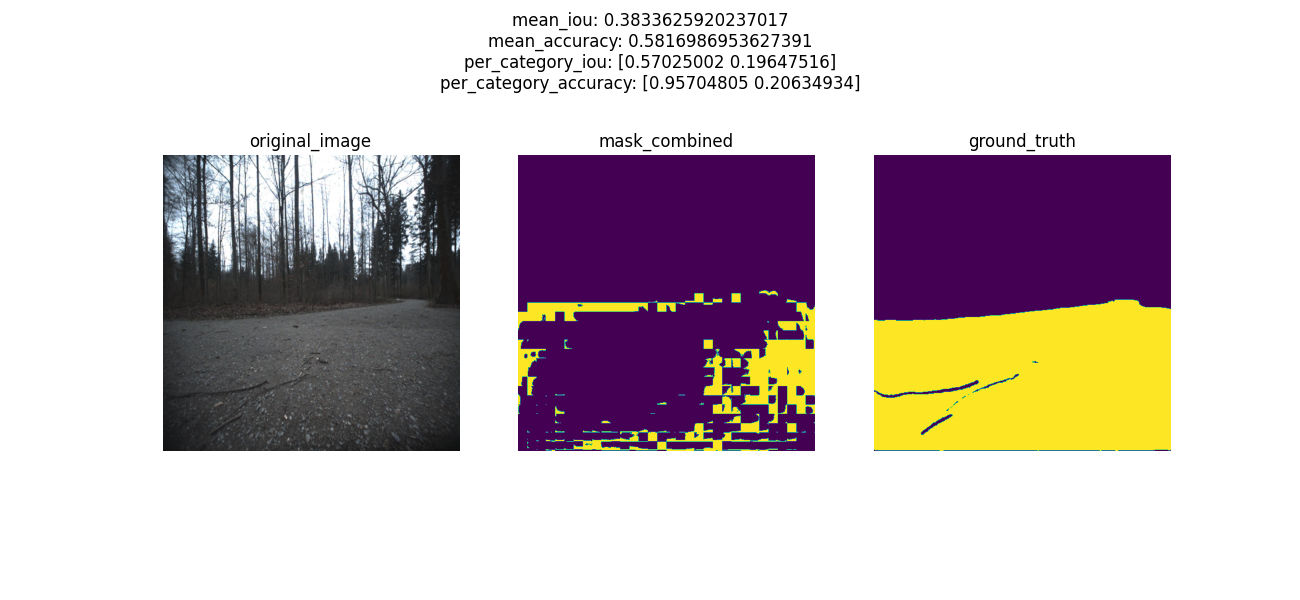 mean_iou: 0.3833625920237017
mean_accuracy: 0.5816986953627391
per_category_iou: [0.57025002 0.19647516]
per_category_accuracy: [0.95704805 0.20634934]
original_image
mask_combined
ground_truth